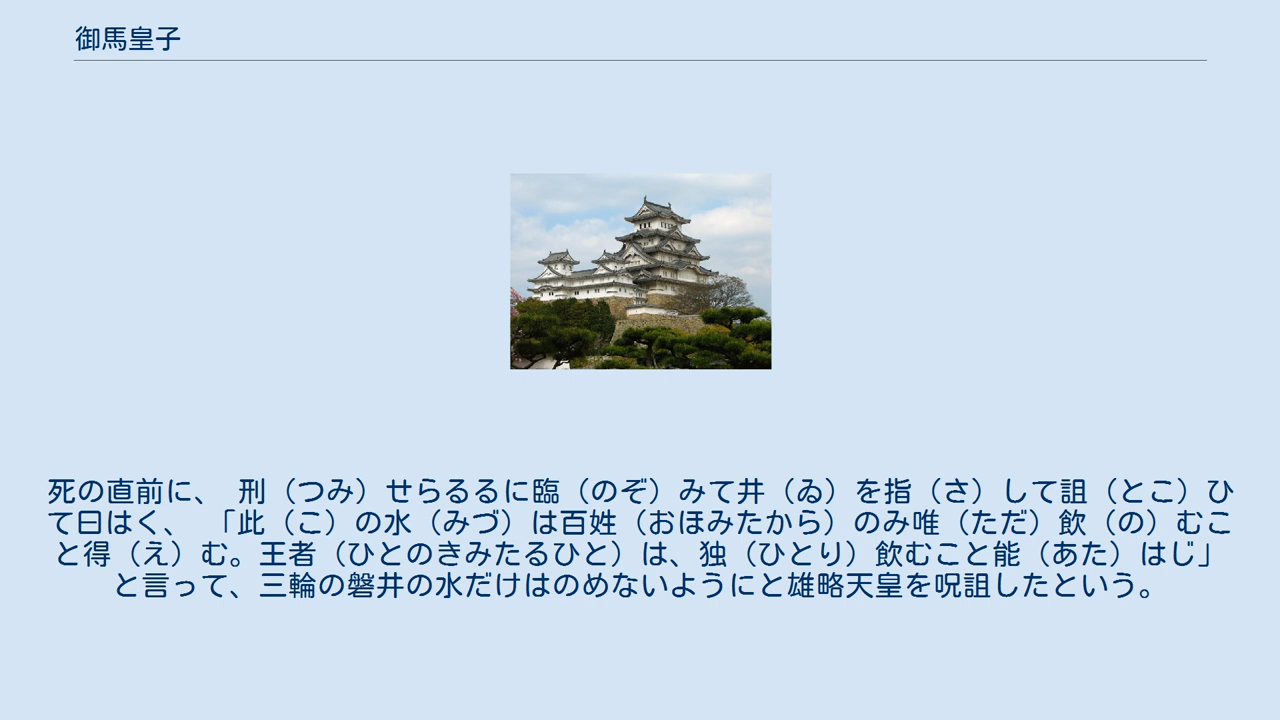 御馬皇子
死の直前に、 刑（つみ）せらるるに臨（のぞ）みて井（ゐ）を指（さ）して詛（とこ）ひ
て曰はく、 「此（こ）の水（みづ）は百姓（おほみたから）のみ唯（ただ）飲（の）むこ
と得（え）む。王者（ひとのきみたるひと）は、独（ひとり）飲むこと能（あた）はじ」
と言って、三輪の磐井の水だけはのめないようにと雄略天皇を呪詛したという。